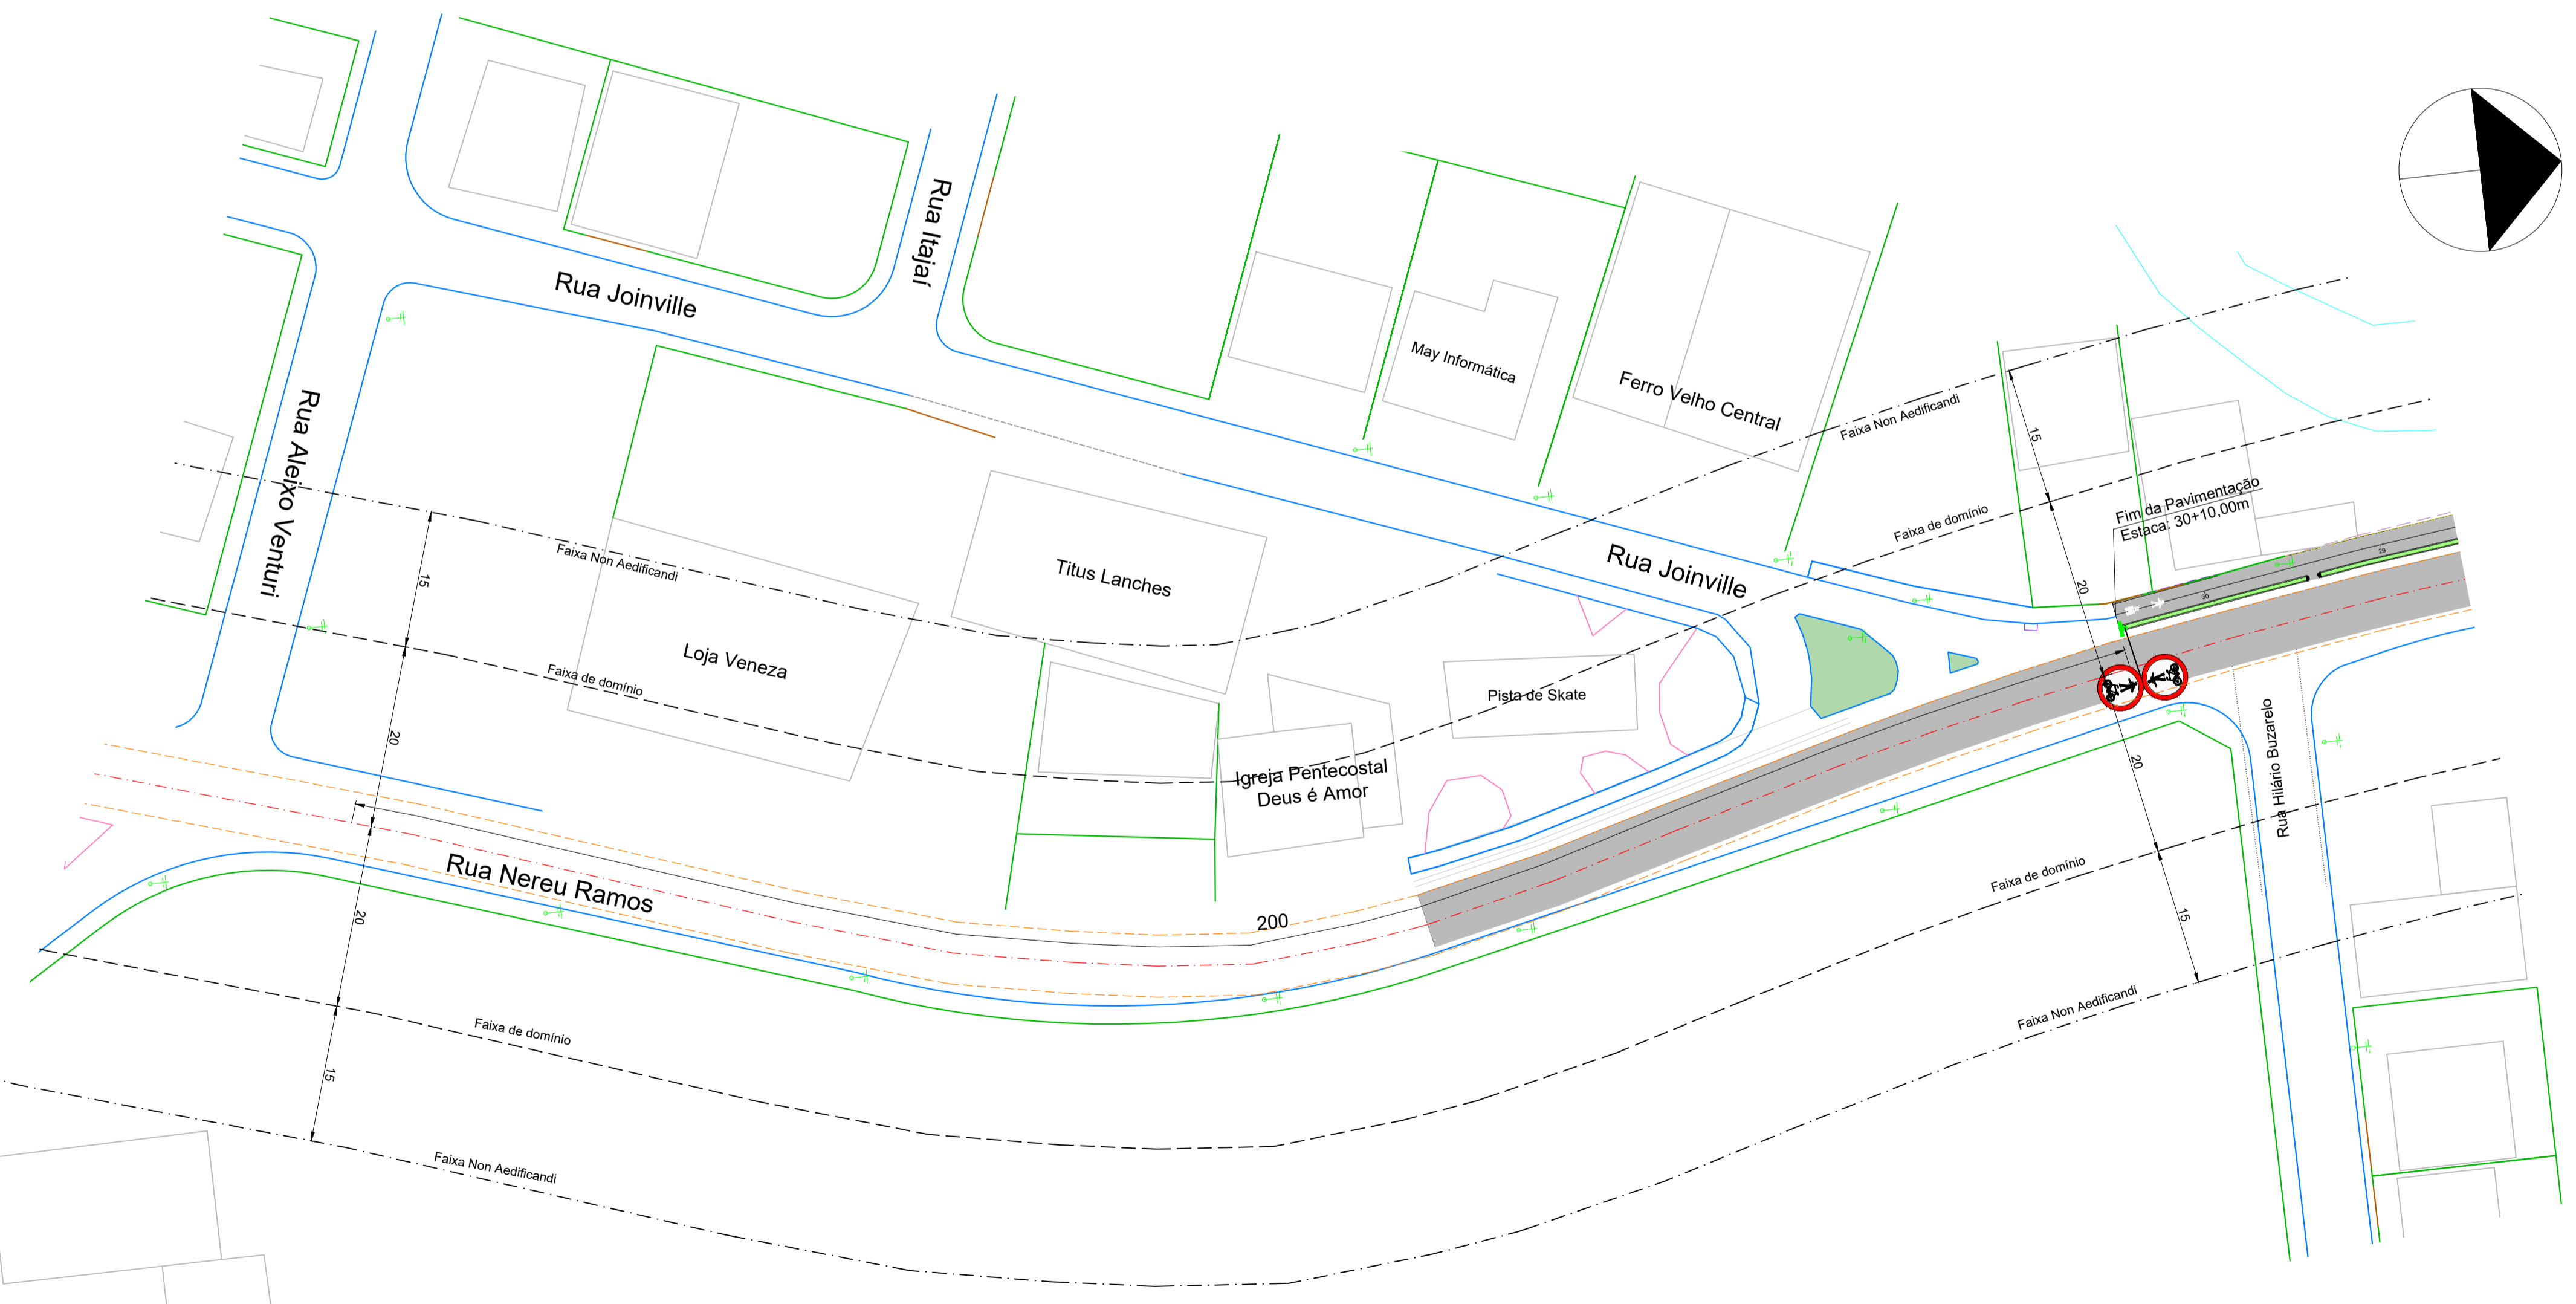 Rua Itajaí
Rua Joinville
May Informática
Ferro Velho Central
Faixa Non Aedificandi
15
Rua Aleixo Venturi
Faixa de domínio
Fim da Pavimentação
Estaca: 30+10,00m
15
Faixa Non Aedificandi
Titus Lanches
Rua Joinville
29
20
30
Loja Veneza
Faixa de domínio
Pista de Skate
Rua Hilário Buzarelo
20
20
Igreja Pentecostal
Deus é Amor
Rua Nereu Ramos
Faixa de domínio
20
200
15
Faixa de domínio
Faixa Non Aedificandi
15
Faixa Non Aedificandi